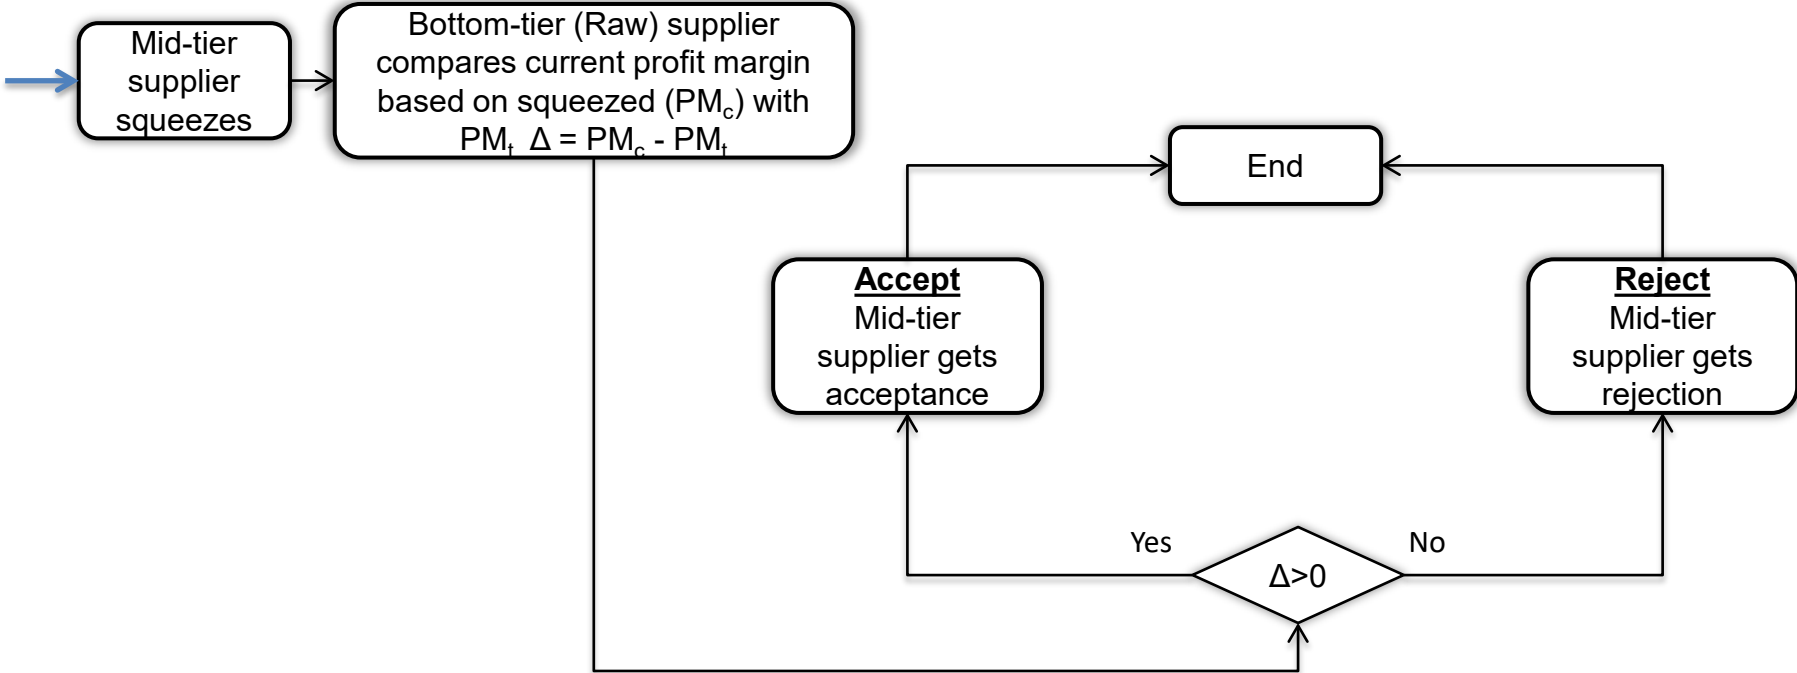 Mid-tier
supplier
squeezes
Bottom-tier (Raw) supplier
compares current profit margin
based on squeezed (PMc) with
PMt Δ = PMc - PMt
End
Accept
Mid-tier
supplier gets
acceptance
Reject
Mid-tier
supplier gets
rejection
Yes
No
Δ>0